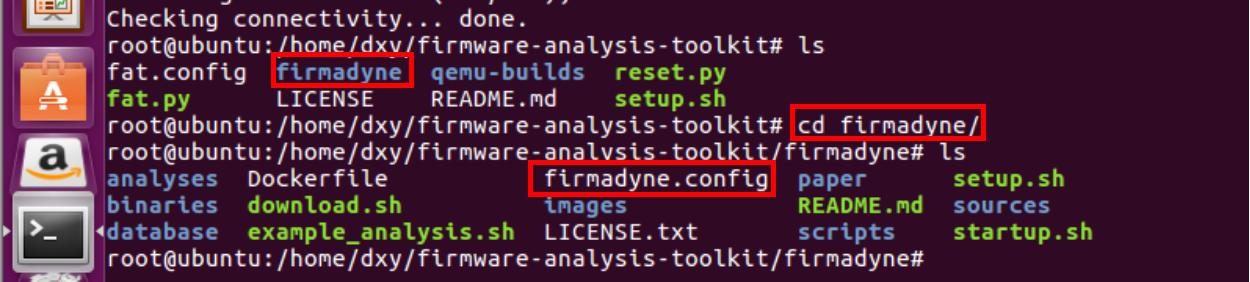 Checking connectivity... done.
root@ubuntu:/home/dxy/firmware-analysis-toolkit# ls
fat.config firmadyne qemu-builds reset.py
fat.py LICENSE README.md setup.sh
root@ubuntu:/home/dxy/firmware-analysis-toolkit# cd firmadyne/
root@ubuntu:/home/dxy/firmware-analysis-toolkit/firmadyne# ls
analyses Dockerfile firmadyne.config paper setup.sh
binaries download.sh images README.md sources
database example_analysis.sh LICENSE.txt scripts startup.sh
root@ubuntu:/home/dxy/firmware-analysis-toolkit/firmadyne#